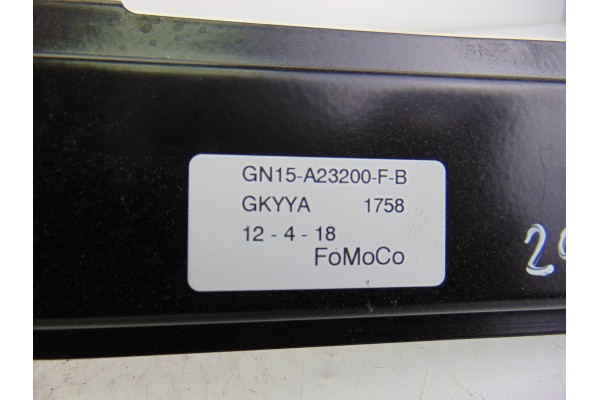 GN15-A23200-F-B
GKYYA 1758
12 - 4 - 18
FoMoCo